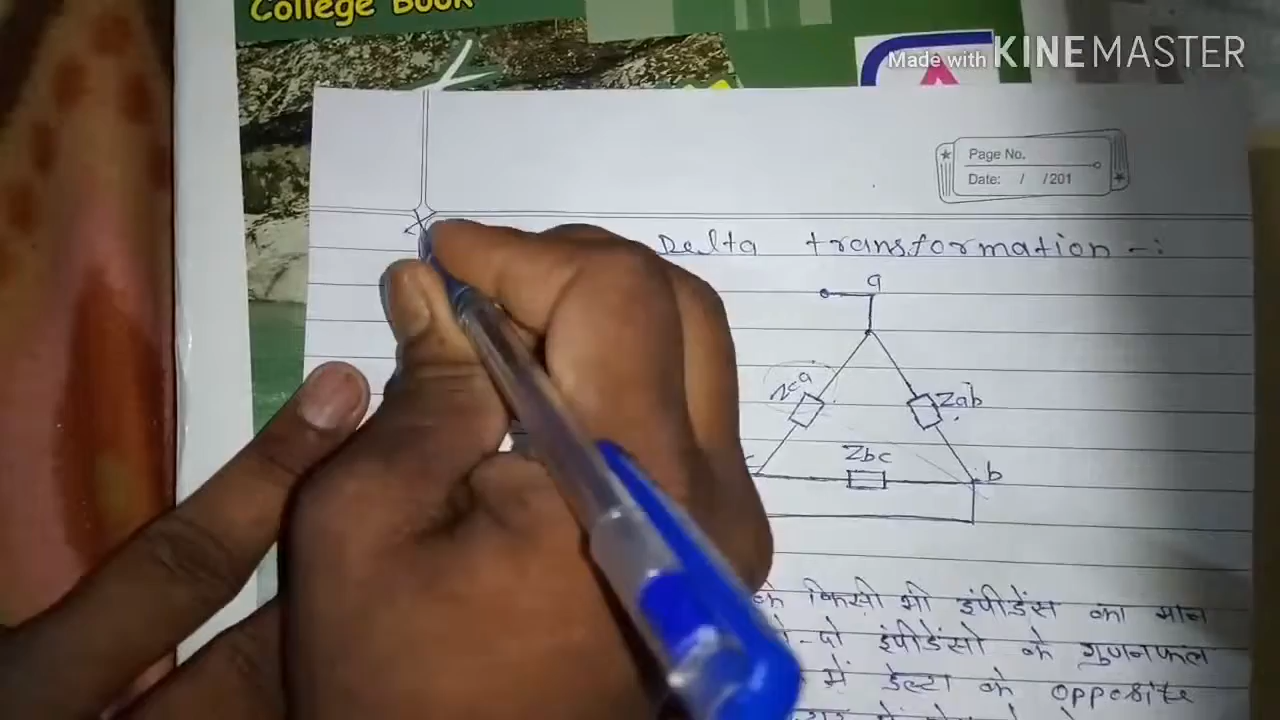 College Book
Made with KINEMASTER
Page No.
Date: / /201
Delta transformation -:
a
Zca
Zab
Zbc
c
b
के किसी भी इंपीडेंस का मान
दो इंपीडेंसो के गुणनफल
में डेल्टा के opposite